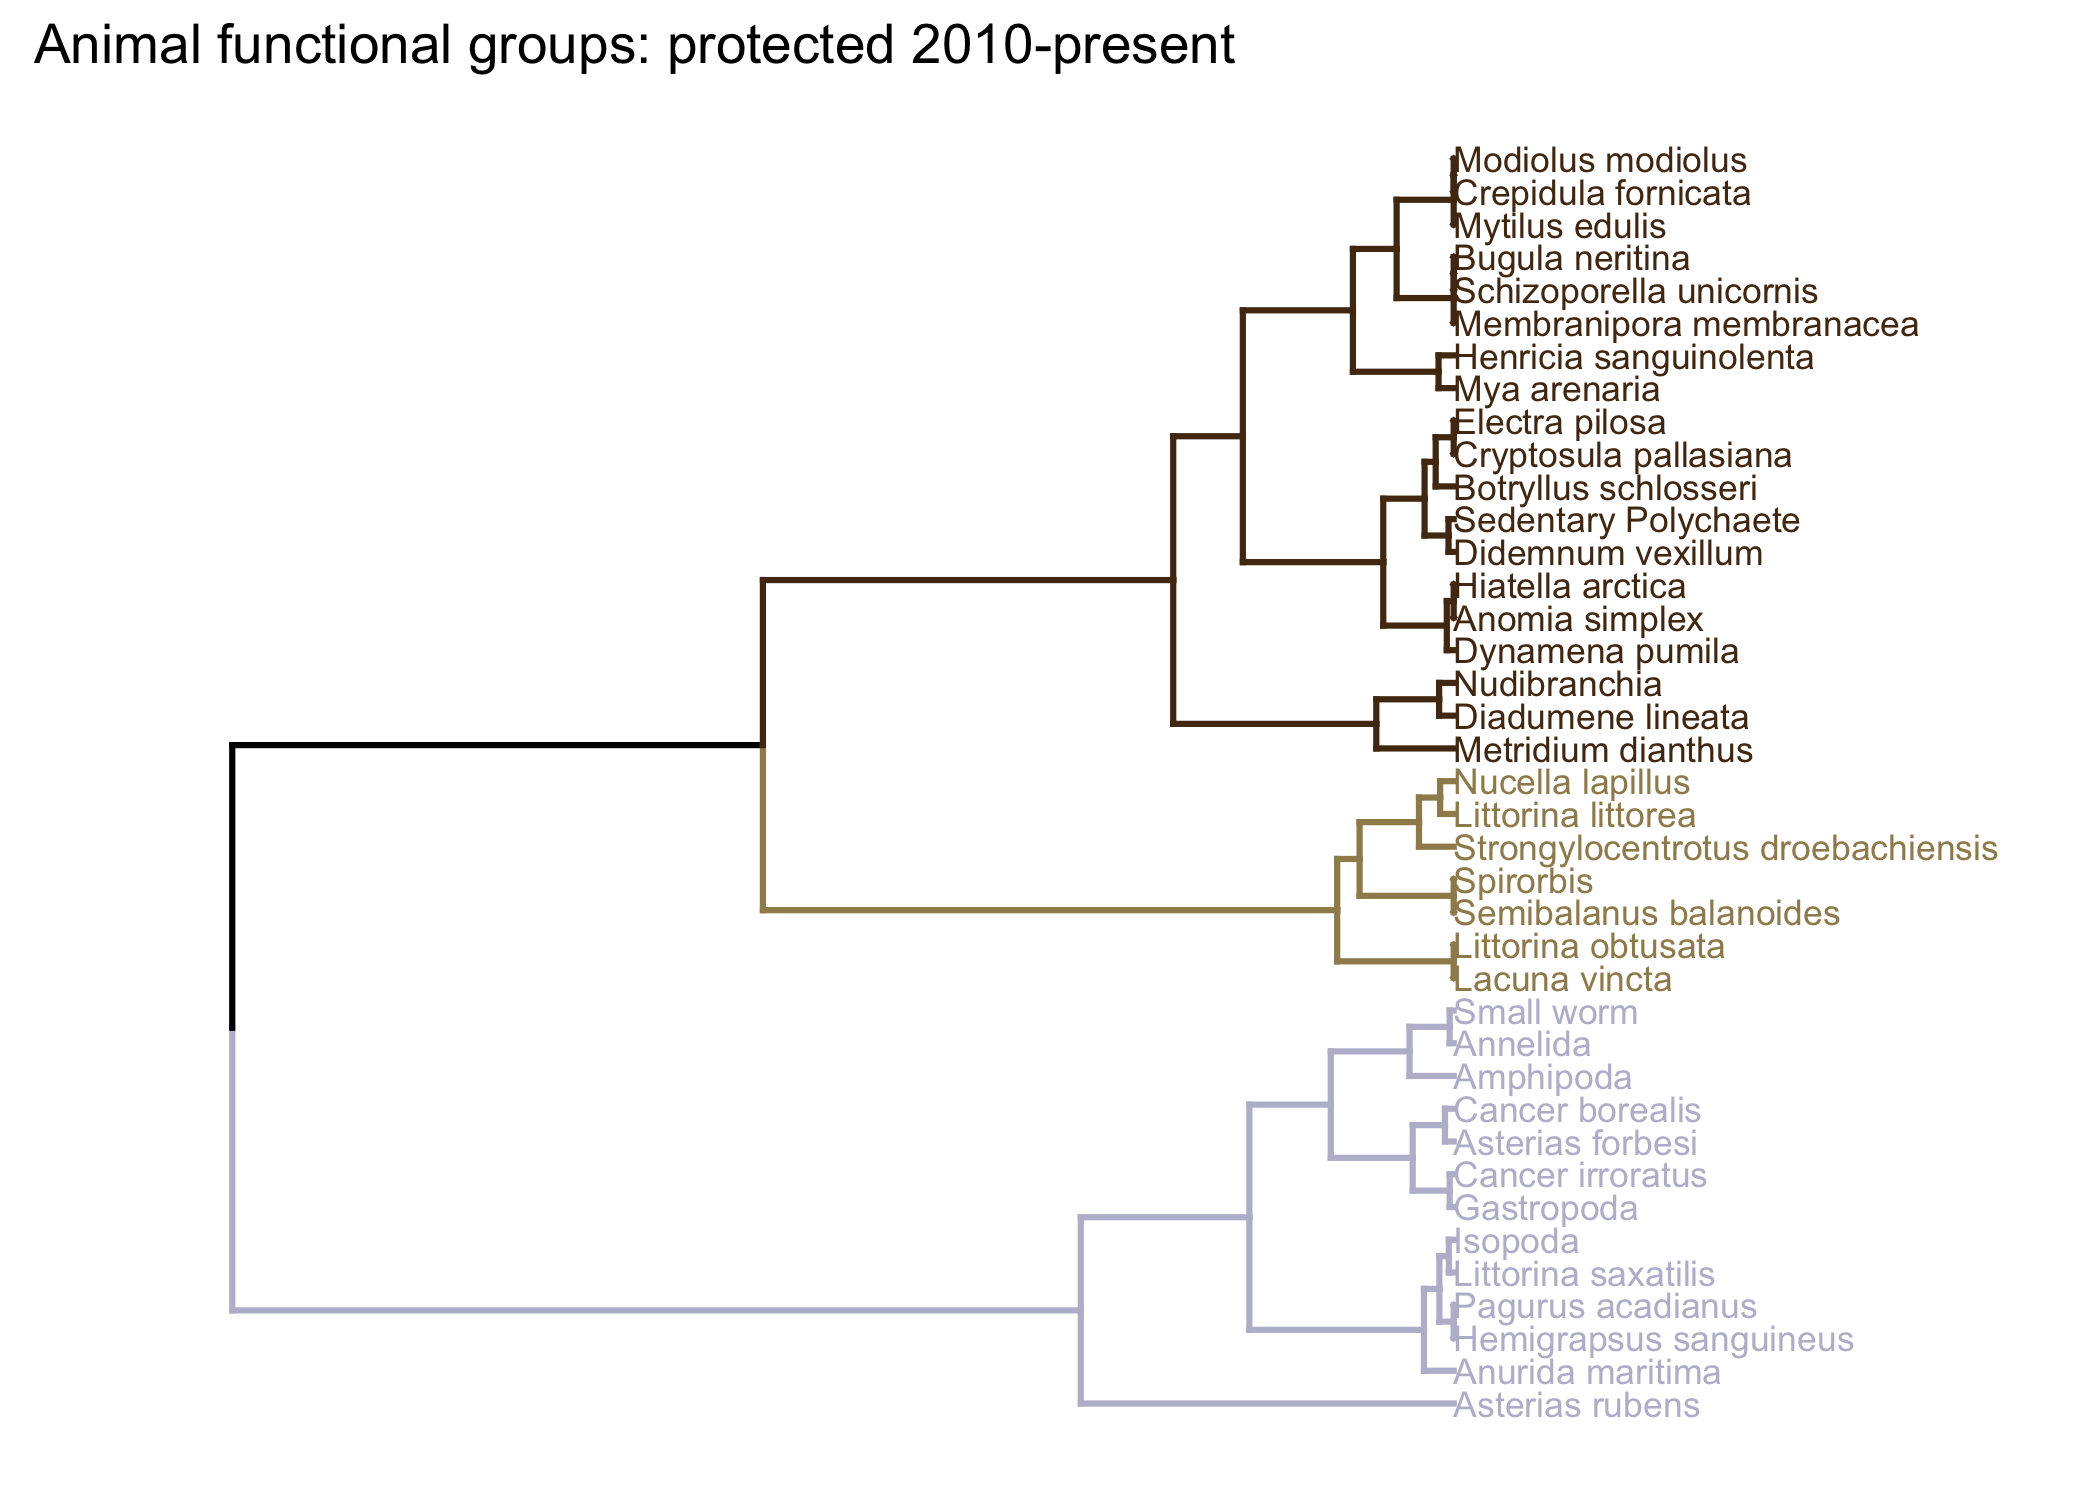 Animal functional groups: protected 2010-present
Modiolus modiolus
Crepidula fornicata
Mytilus edulis
Bugula neritina
Schizoporella unicornis
Membranipora membranacea
Henricia sanguinolenta
Mya arenaria
Electra pilosa
Cryptosula pallasiana
Botryllus schlosseri
Sedentary Polychaete
Didemnum vexillum
Hiatella arctica
Anomia simplex
Dynamena pumila
Nudibranchia
Diadumene lineata
Metridium dianthus
Nucella lapillus
Littorina littorea
Strongylocentrotus droebachiensis
Spirorbis
Semibalanus balanoides
Littorina obtusata
Lacuna vincta
Small worm
Annelida
Amphipoda
Cancer borealis
Asterias forbesi
Cancer irroratus
Gastropoda
Isopoda
Littorina saxatilis
Pagurus acadianus
Hemigrapsus sanguineus
Anurida maritima
Asterias rubens